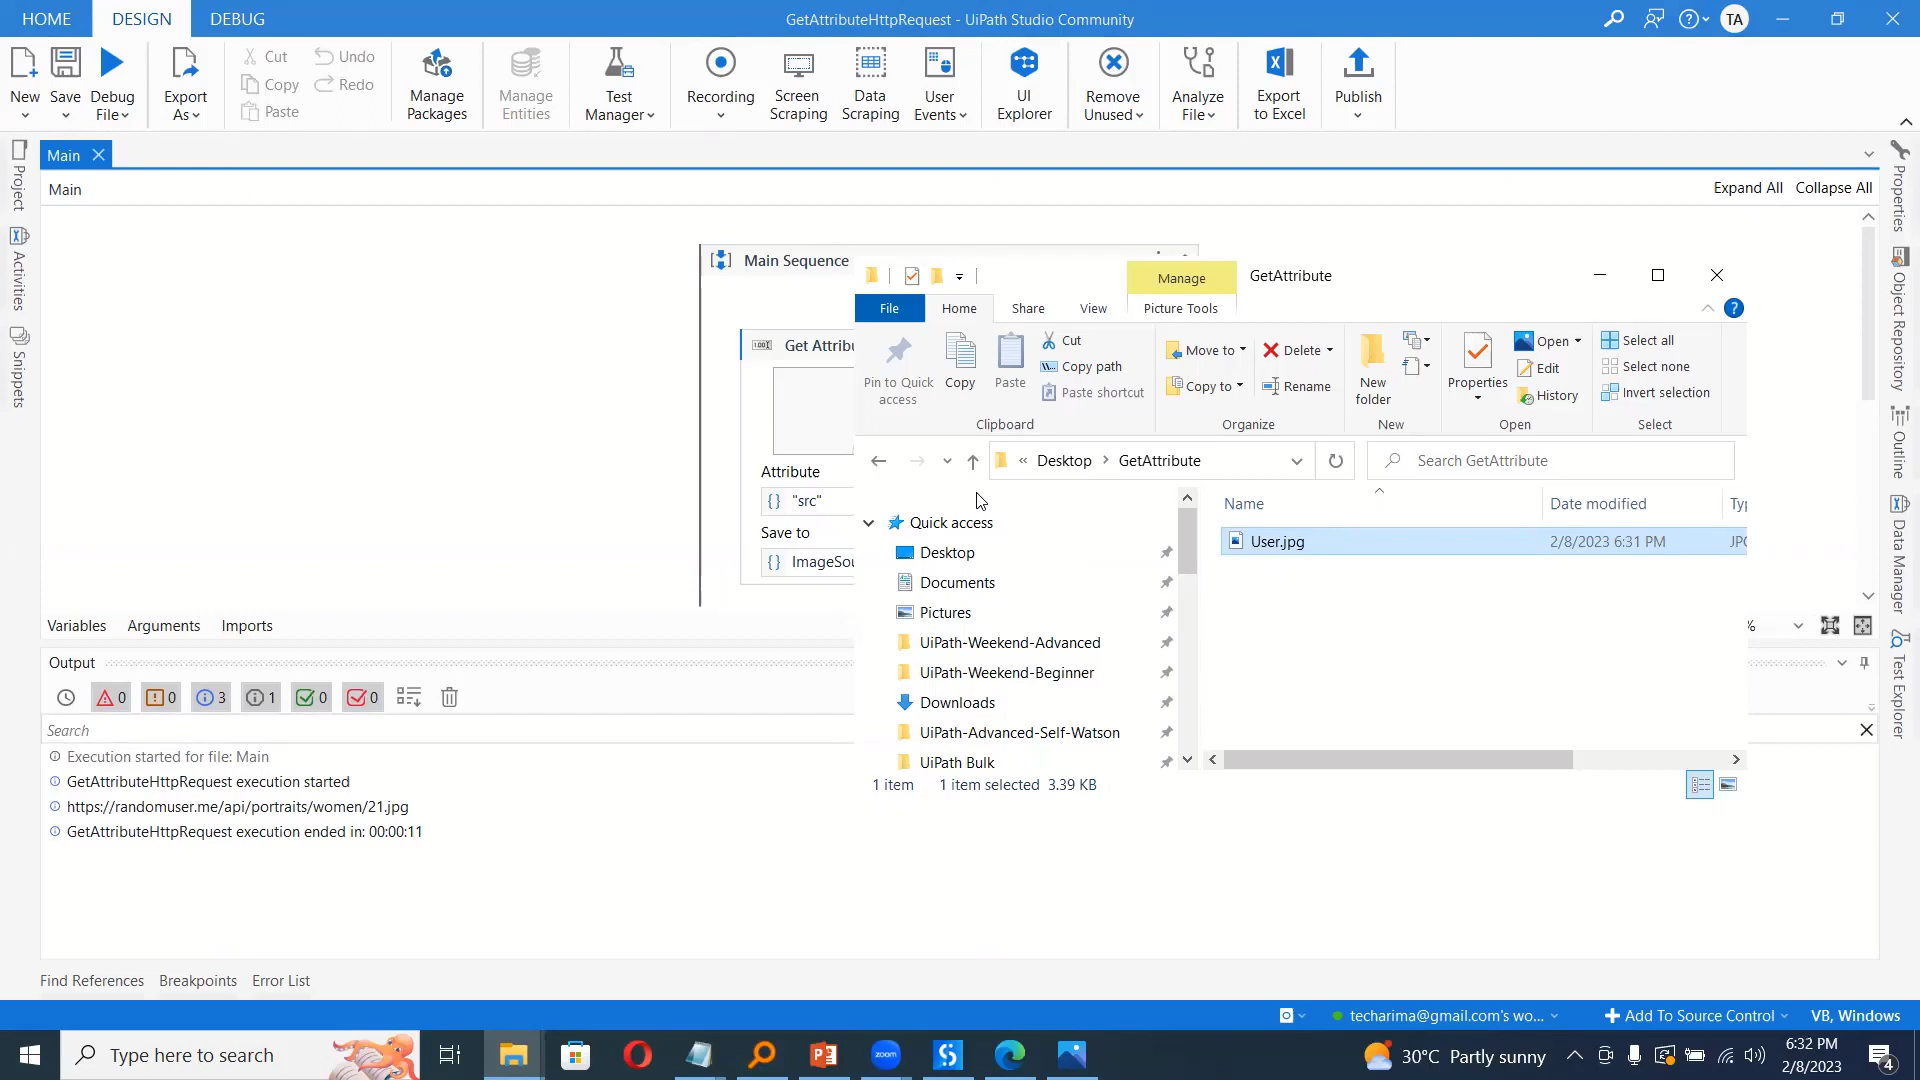 HOME DESIGN DEBUG GetAttributeHttpRequest - UiPath Studio Community TA
New Save Debug File Export As Cut Copy Paste Undo Redo Manage Packages Manage Entities Test Manager Recording Screen Scraping Data Scraping User Events UI Explorer Remove Unused Analyze File Export to Excel Publish
Main
Main Expand All Collapse All
Project
Activities
Snippets
Main Sequence
Get Attribu
Attribute
"src"
Save to
ImageSou
Manage GetAttribute
File Home Share View Picture Tools
Pin to Quick access Copy Paste Cut Copy path Paste shortcut Move to Copy to Delete Rename New folder Properties Open Edit History Select all Select none Invert selection
Clipboard Organize New Open Select
« Desktop > GetAttribute Search GetAttribute
Name Date modified Typ
User.jpg 2/8/2023 6:31 PM JPG
Quick access
Desktop
Documents
Pictures
UiPath-Weekend-Advanced
UiPath-Weekend-Beginner
Downloads
UiPath-Advanced-Self-Watson
UiPath Bulk
1 item 1 item selected 3.39 KB
Properties
Object Repository
Outline
Data Manager
Test Explorer
Variables Arguments Imports %
Output
0 0 3 1 0 0
Search
Execution started for file: Main
GetAttributeHttpRequest execution started
https://randomuser.me/api/portraits/women/21.jpg
GetAttributeHttpRequest execution ended in: 00:00:11
Find References Breakpoints Error List
techarima@gmail.com's wo... Add To Source Control VB, Windows
Type here to search zoom 30°C Partly sunny 6:32 PM
2/8/2023 4